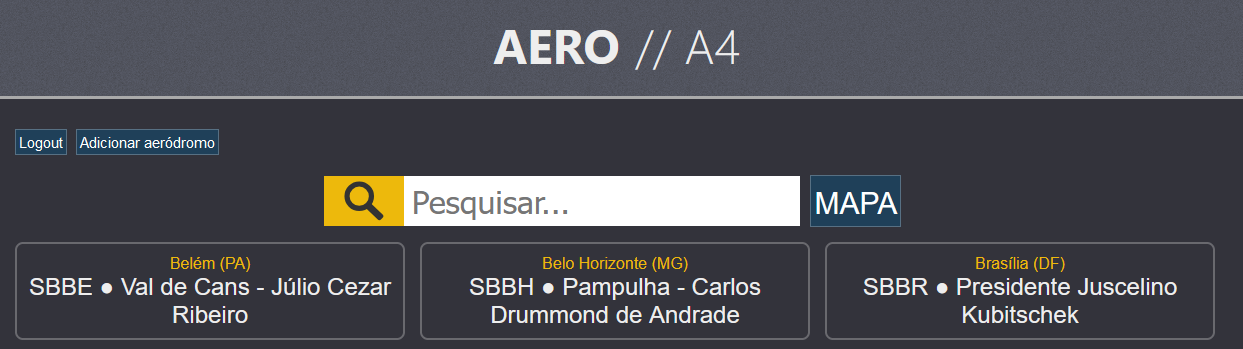 AERO // A4
Logout
Adicionar aeródromo
Pesquisar...
MAPA
Belém (PA)
SBBE ● Val de Cans - Júlio Cezar
Ribeiro
Belo Horizonte (MG)
SBBH ● Pampulha - Carlos
Drummond de Andrade
Brasília (DF)
SBBR ● Presidente Juscelino
Kubitschek